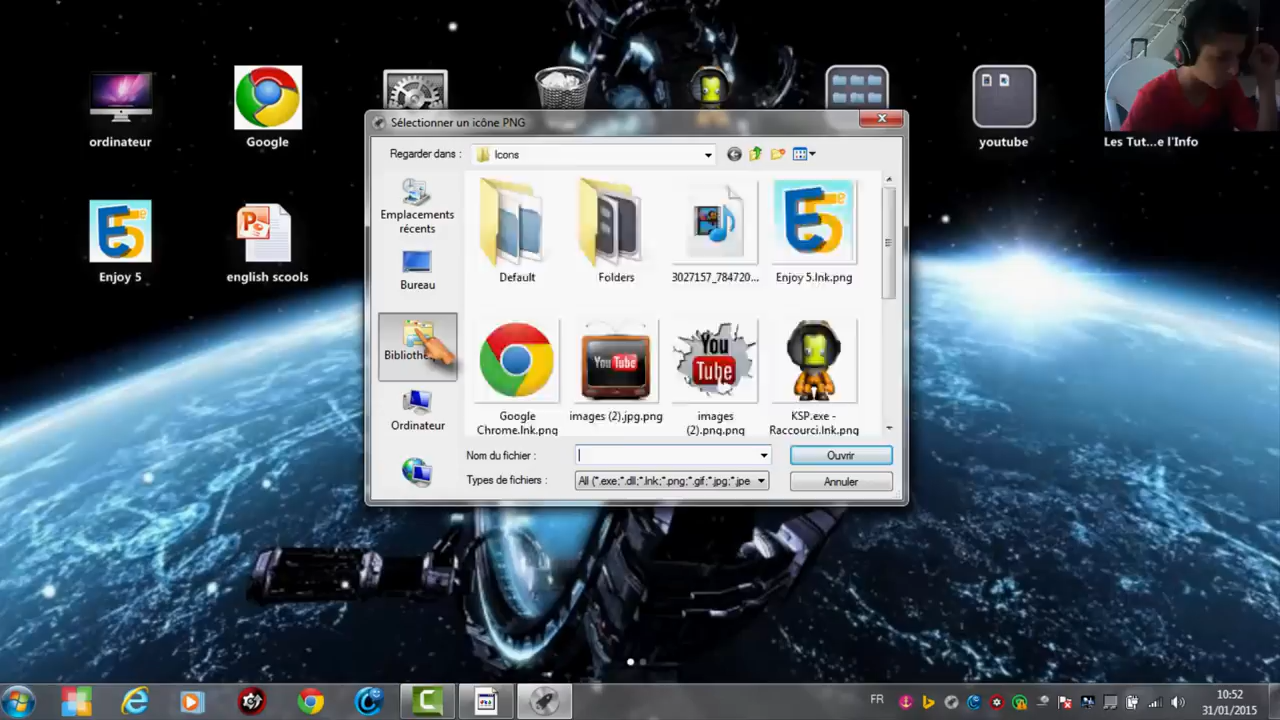 Sélectionner un icône PNG
Regarder dans :
Icons
ordinateur
Google
youtube
Les Tut...e l'Info
Emplacements
récents
Bureau
Ordinateur
Default
Folders
3027157_784720...
Enjoy 5.lnk.png
Enjoy 5
english scools
You Tube
You
Tube
Google
Chrome.lnk.png
images (2).jpg.png
images
(2).png.png
KSP.exe -
Raccourci.lnk.png
Nom du fichier :
Ouvrir
Types de fichiers :
All (*.exe;*.dll;*.lnk;*.png;*.gif;*.jpg;*.jpe
Annuler
FR
10:52
31/01/2015